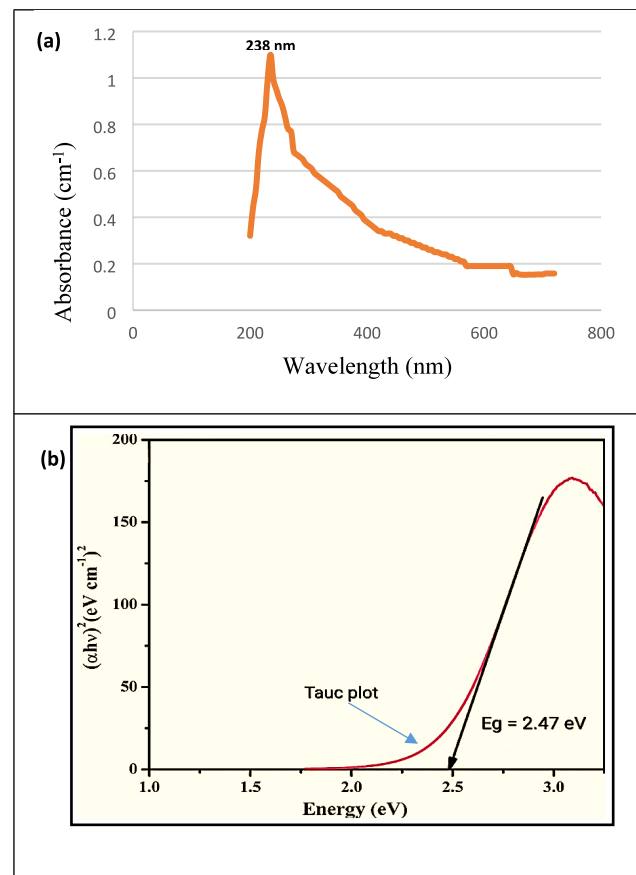 (a)
238 nm
1.2
1
0.8
0.6
0.4
0.2
0
Absorbance (cm⁻¹)
0 200 400 600 800
Wavelength (nm)
(b)
200
150
100
50
0
(αhν)²(eV cm⁻¹)²
Tauc plot
Eg = 2.47 eV
1.0 1.5 2.0 2.5 3.0
Energy (eV)